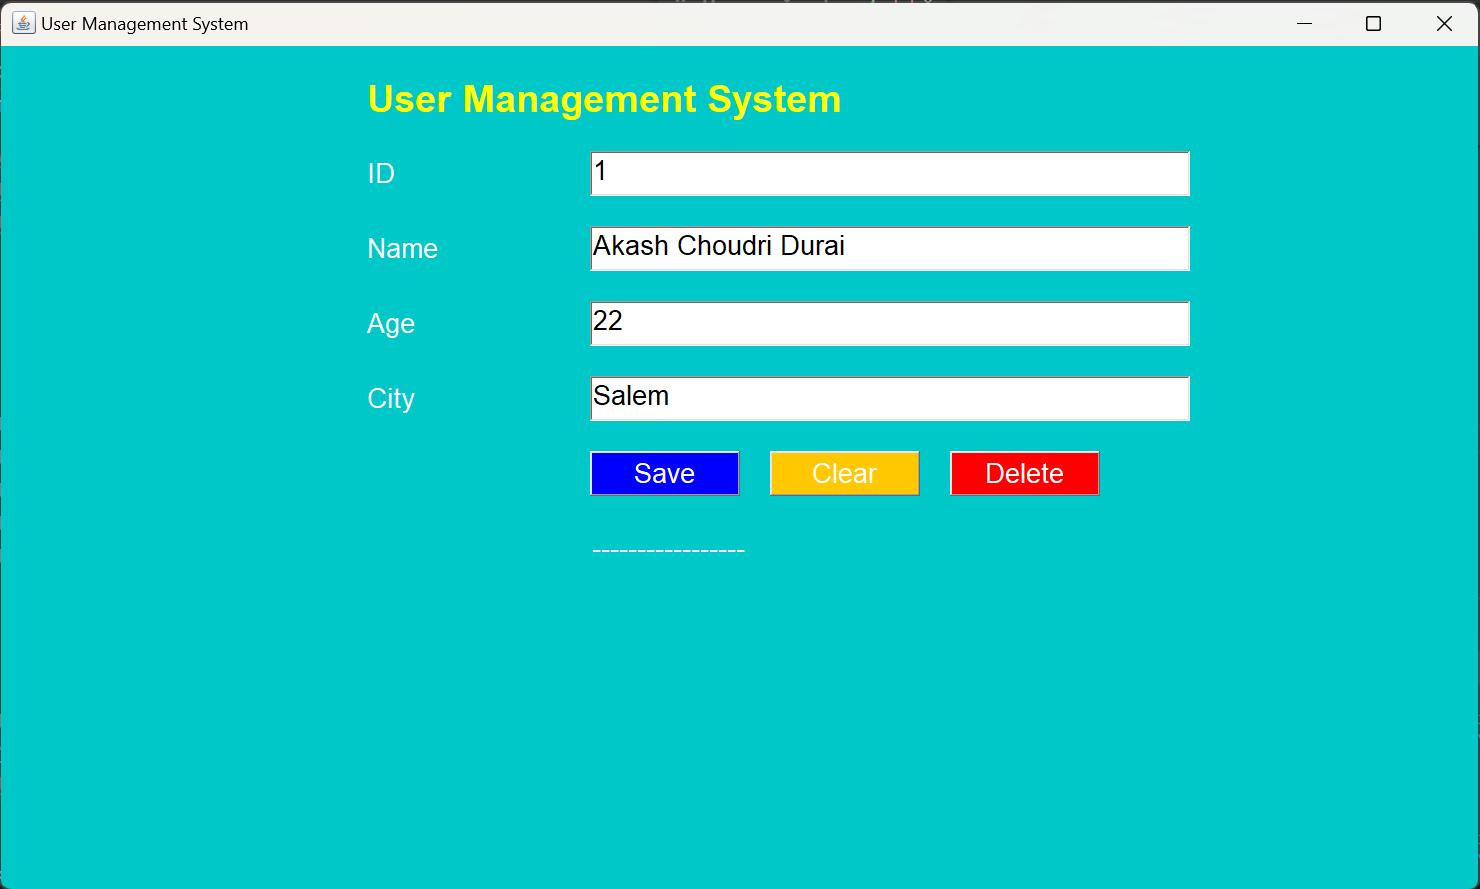 User Management System
User Management System
ID 1
Name Akash Choudri Durai
Age 22
City Salem
Save Clear Delete
-----------------